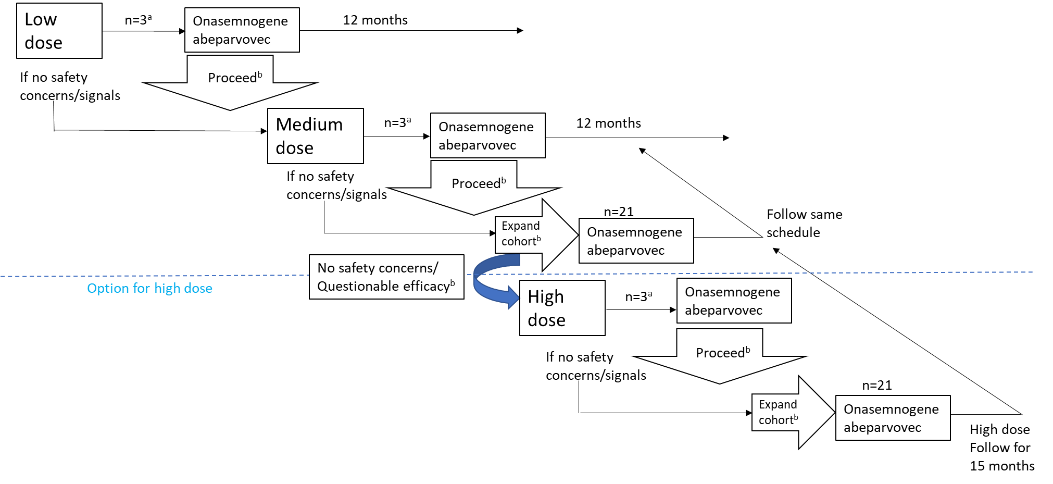 Low
dose
n=3ᵃ
Onasemnogene
abeparvovec
12 months
If no safety
concerns/signals
Proceedᵇ
Medium
dose
n=3ᵃ
Onasemnogene
abeparvovec
12 months
If no safety
concerns/signals
Proceedᵇ
Expand
cohortᵇ
n=21
Onasemnogene
abeparvovec
Follow same
schedule
No safety concerns/
Questionable efficacyᵇ
Option for high dose
High
dose
n=3ᵃ
Onasemnogene
abeparvovec
If no safety
concerns/signals
Proceedᵇ
Expand
cohortᵇ
n=21
Onasemnogene
abeparvovec
High dose
Follow for
15 months